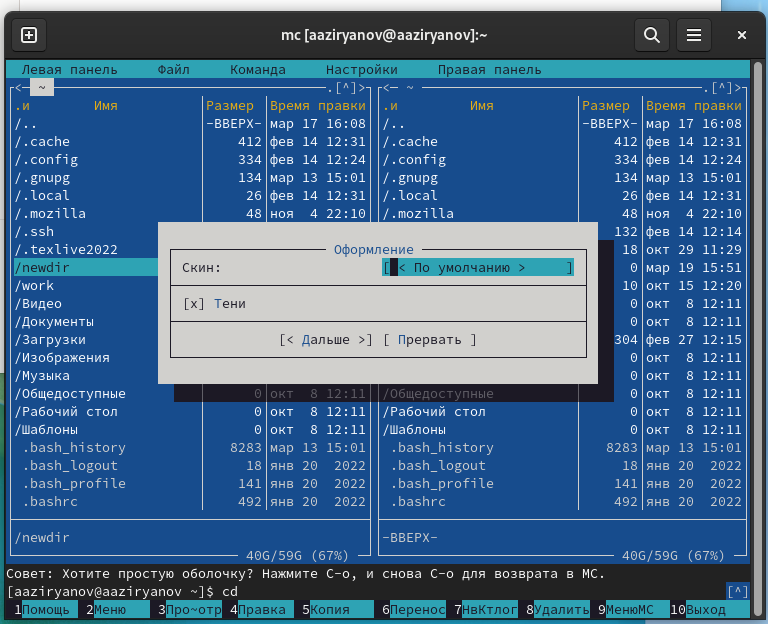 mc [aaziryanov@aaziryanov]:~
Левая панель Файл Команда Настройки Правая панель
<- ~ .[^]> <- ~ .[^]>
.и Имя Размер Время правки .и Имя Размер Время правки
/.. -ВВЕРХ- мар 17 16:08 /.. -ВВЕРХ- мар 17 16:08
/.cache 412 фев 14 12:31 /.cache 412 фев 14 12:31
/.config 334 фев 14 12:24 /.config 334 фев 14 12:24
/.gnupg 134 мар 13 15:01 /.gnupg 134 мар 13 15:01
/.local 26 фев 14 12:31 /.local 26 фев 14 12:31
/.mozilla 48 ноя 4 22:10 /.mozilla 48 ноя 4 22:10
/.ssh 132 фев 14 12:14
/.texlive2022 Оформление 18 окт 29 11:29
/newdir Скин: [ < По умолчанию > ] 0 мар 19 15:51
/work 10 окт 15 12:20
/Видео [x] Тени 0 окт 8 12:11
/Документы 0 окт 8 12:11
/Загрузки [< Дальше >] [ Прервать ] 304 фев 27 12:15
/Изображения 0 окт 8 12:11
/Музыка 0 окт 8 12:11
/Общедоступные 0 окт 8 12:11 /Общедоступные 0 окт 8 12:11
/Рабочий стол 0 окт 8 12:11 /Рабочий стол 0 окт 8 12:11
/Шаблоны 0 окт 8 12:11 /Шаблоны 0 окт 8 12:11
.bash_history 8283 мар 13 15:01 .bash_history 8283 мар 13 15:01
.bash_logout 18 янв 20 2022 .bash_logout 18 янв 20 2022
.bash_profile 141 янв 20 2022 .bash_profile 141 янв 20 2022
.bashrc 492 янв 20 2022 .bashrc 492 янв 20 2022
/newdir -ВВЕРХ-
40G/59G (67%) 40G/59G (67%)
Совет: Хотите простую оболочку? Нажмите C-o, и снова C-o для возврата в MC.
[aaziryanov@aaziryanov ~]$ cd [^]
1Помощь 2Меню 3Про~отр 4Правка 5Копия 6Перенос 7НвКтлог 8Удалить 9МенюMC 10Выход